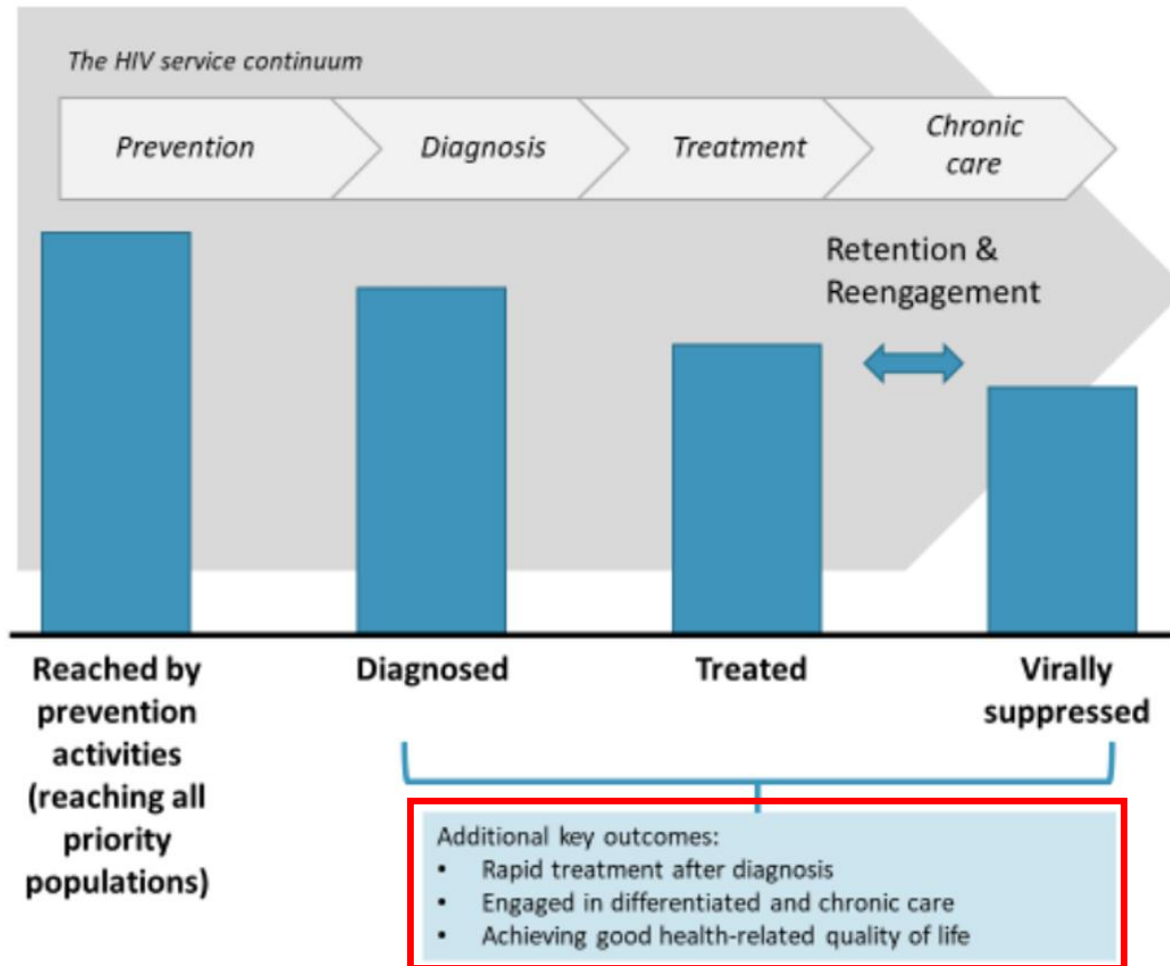 The HIV service continuum
Prevention
Diagnosis
Treatment
Chronic
care
Retention &
Reengagement
Reached by
prevention
activities
(reaching all
priority
populations)
Diagnosed
Treated
Virally
suppressed
Additional key outcomes:
• Rapid treatment after diagnosis
• Engaged in differentiated and chronic care
• Achieving good health-related quality of life